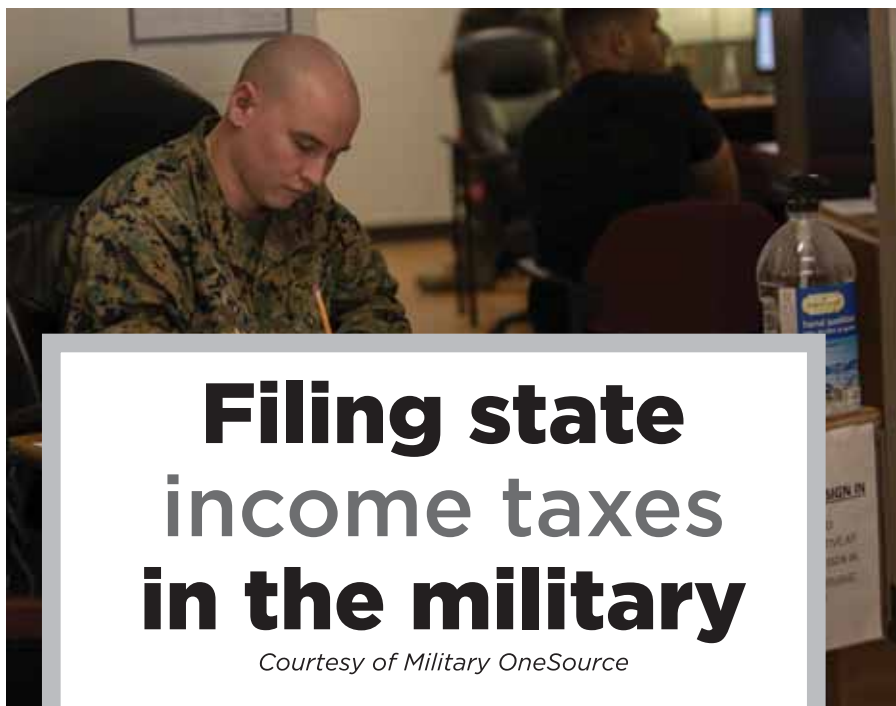 Filing state
income taxes
in the military
Courtesy of Military OneSource
SIGN IN